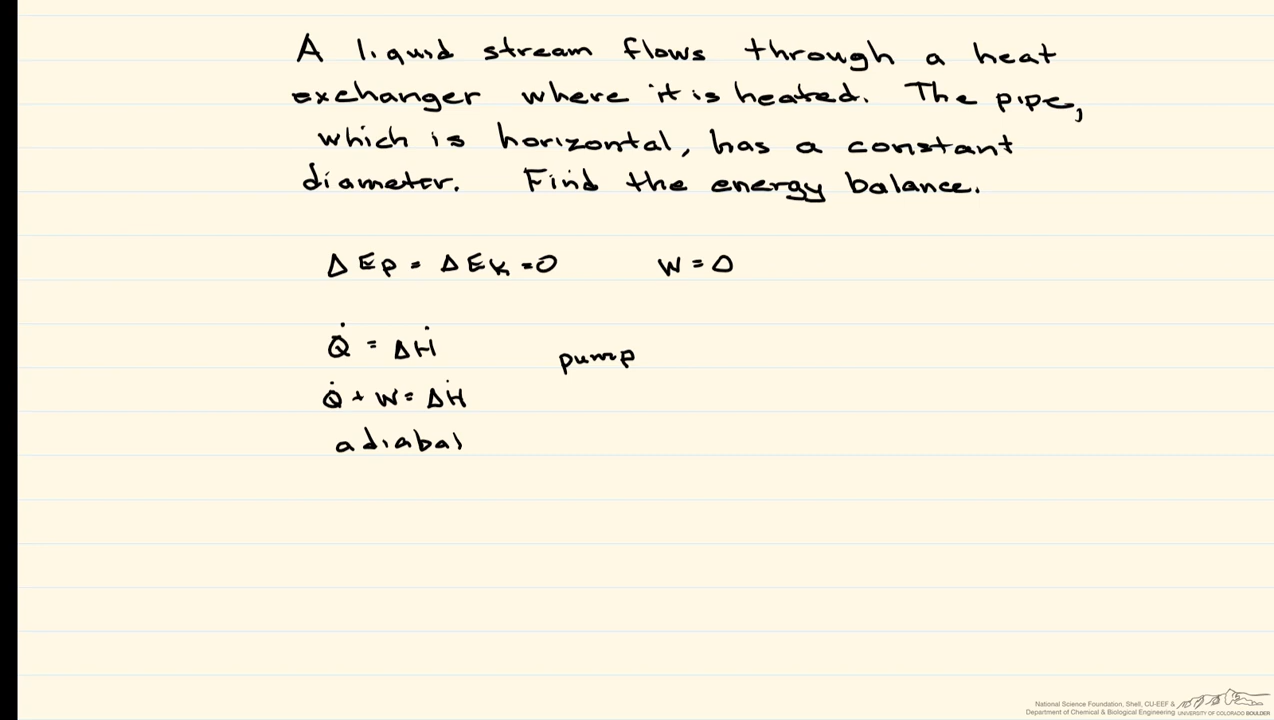 A liquid stream flows through a heat
exchanger where it is heated. The pipe,
which is horizontal, has a constant
diameter. Find the energy balance.
ΔEp = ΔEk = 0 W = 0
Q̇ = ΔḢ
pump
Q̇ + W = ΔḢ
adiabat
National Science Foundation, Shell, CU-EEF &
Department of Chemical & Biological Engineering UNIVERSITY OF COLORADO BOULDER